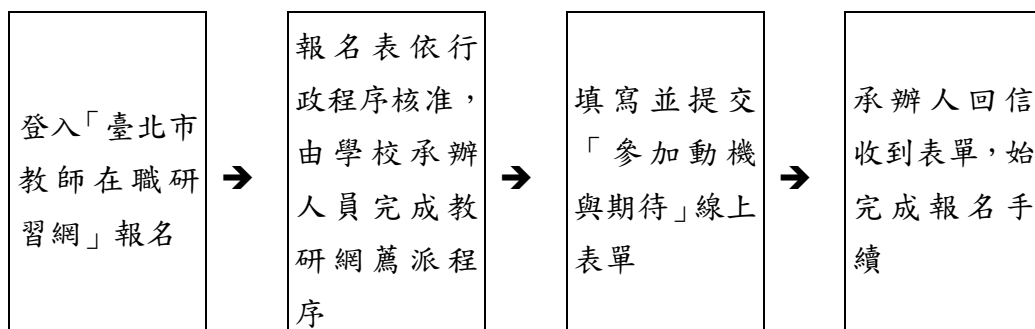 登入「臺北市
教師在職研
習網」報名
➔
報名表依行
政程序核准，
由學校承辦
人員完成教
研網薦派程
序
➔
填寫並提交
「參加動機
與期待」線上
表單
➔
承辦人回信
收到表單，始
完成報名手
續